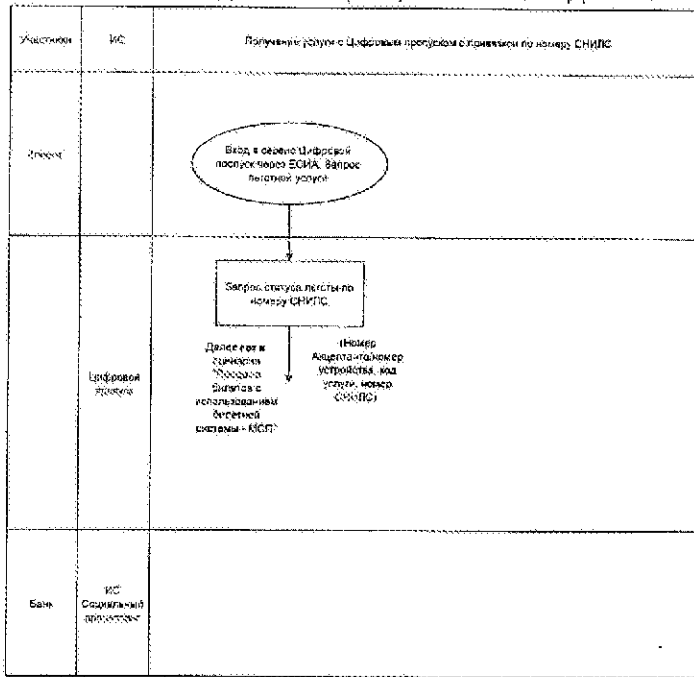 Участники ИС Получение услуги с Цифровым пропуском с привязкой по номеру СНИЛС
Клиент
Вход в сервис Цифровой
пропуск через ЕСИА. Запрос
льготной услуги
Запрос статуса льготы по
номеру СНИЛС
Далее как в
сценарии
"Продажа
билетов с
использованием
билетной
системы - МСП"
(Номер
Акцептанта, номер
устройства, код
услуги, номер
СНИЛС)
Цифровой
пропуск
Банк
ИС
Социальный
процессинг